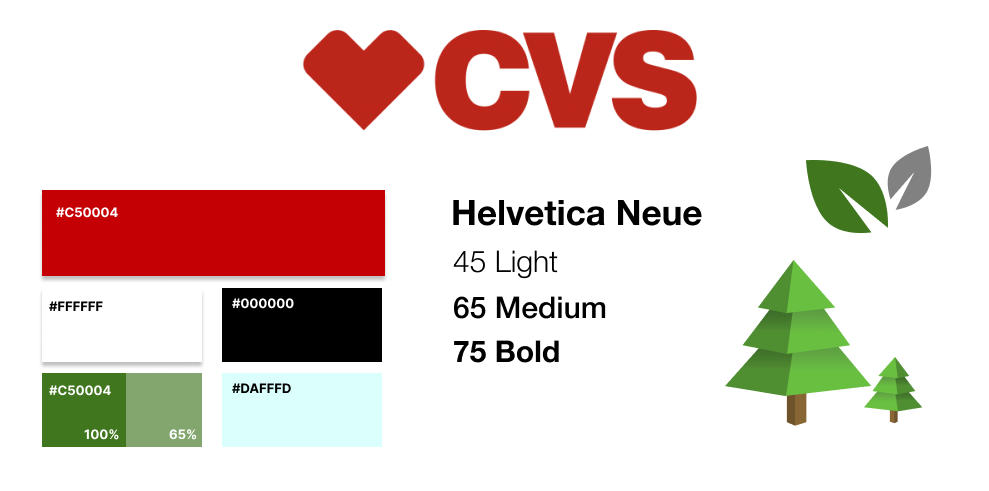 CVS
#C50004
#FFFFFF
#000000
#C50004
100%
65%
#DAFFFD
Helvetica Neue
45 Light
65 Medium
75 Bold